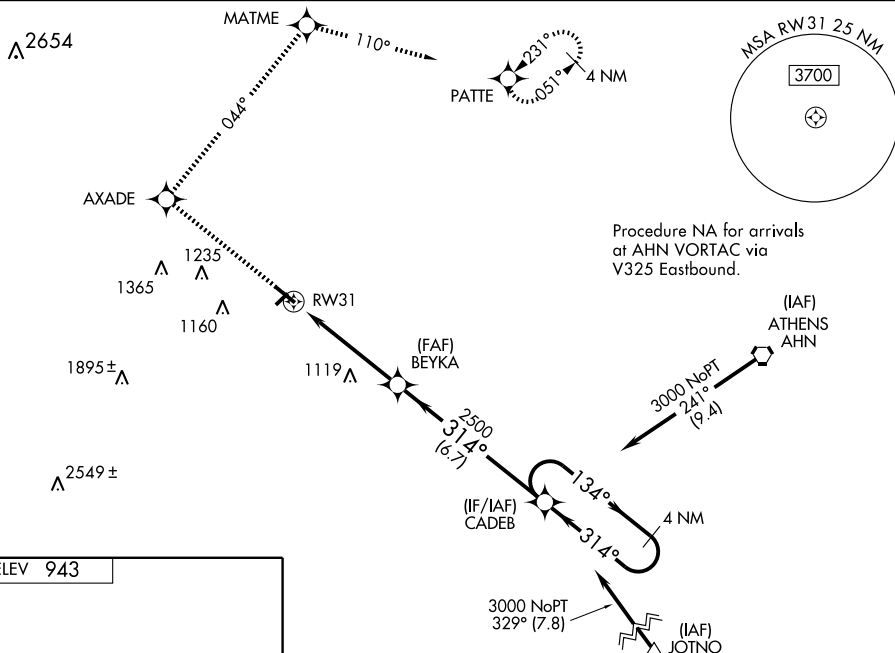 MATME
2654
110°
231°
051°
4 NM
PATTE
MSA RW31 25 NM
3700
044°
AXADE
Procedure NA for arrivals
at AHN VORTAC via
V325 Eastbound.
1235
1365
1160
RW31
(IAF)
ATHENS
AHN
(FAF)
BEYKA
1119
1895 ±
3000 NoPT
241°
(9.4)
2500
314°
(6.7)
2549 ±
134°
(IF/IAF)
CADEB
4 NM
314°
ELEV 943
3000 NoPT
329° (7.8)
(IAF)
JOTNO